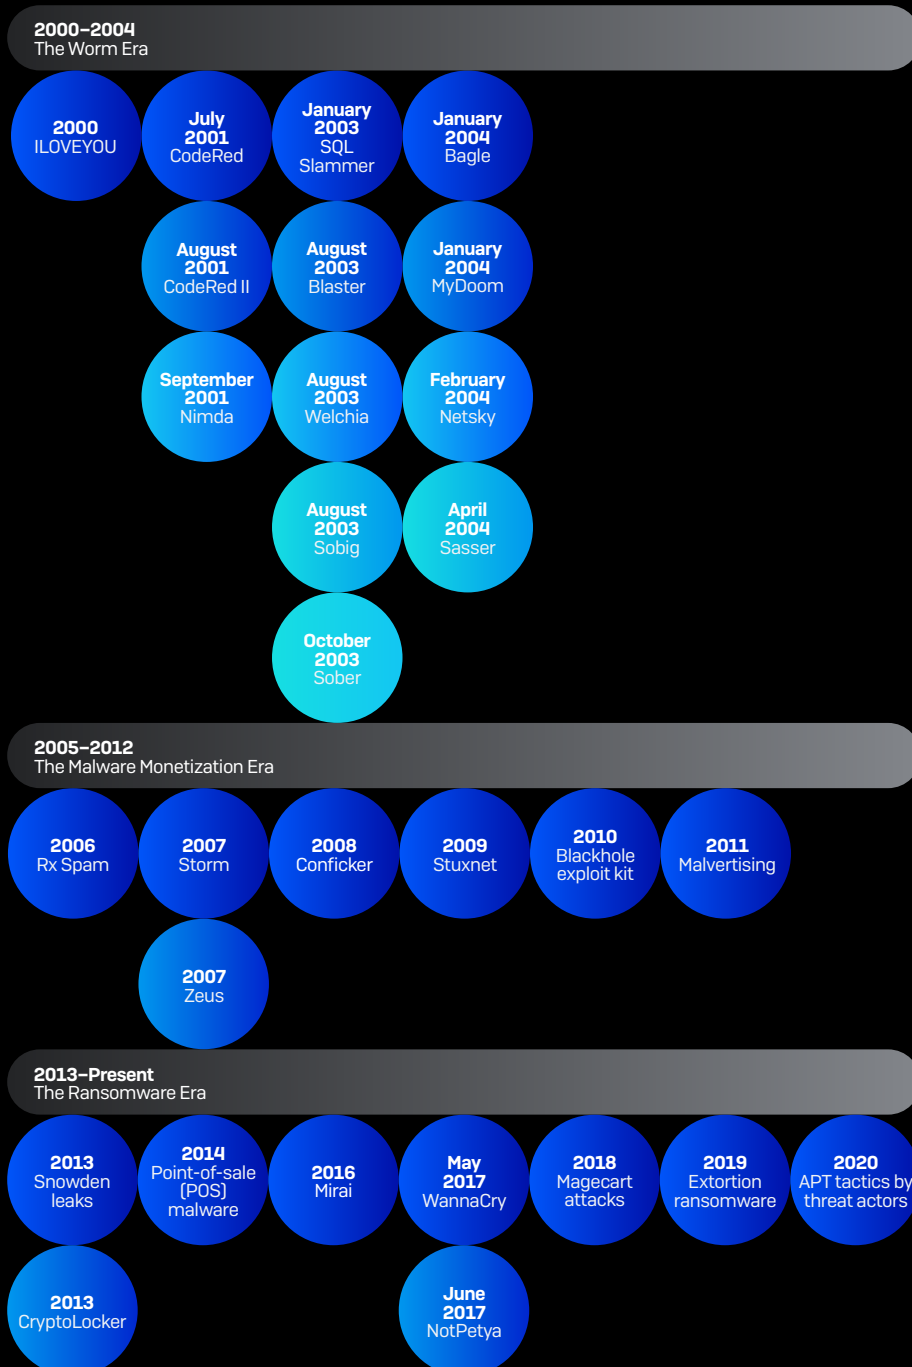 2000–2004
The Worm Era
2000
ILOVEYOU
July
2001
CodeRed
January
2003
SQL
Slammer
January
2004
Bagle
August
2001
CodeRed II
August
2003
Blaster
January
2004
MyDoom
September
2001
Nimda
August
2003
Welchia
February
2004
Netsky
August
2003
Sobig
April
2004
Sasser
October
2003
Sober
2005–2012
The Malware Monetization Era
2006
Rx Spam
2007
Storm
2008
Conficker
2009
Stuxnet
2010
Blackhole
exploit kit
2011
Malvertising
2007
Zeus
2013–Present
The Ransomware Era
2013
Snowden
leaks
2014
Point-of-sale
(POS)
malware
2016
Mirai
May
2017
WannaCry
2018
Magecart
attacks
2019
Extortion
ransomware
2020
APT tactics by
threat actors
2013
CryptoLocker
June
2017
NotPetya